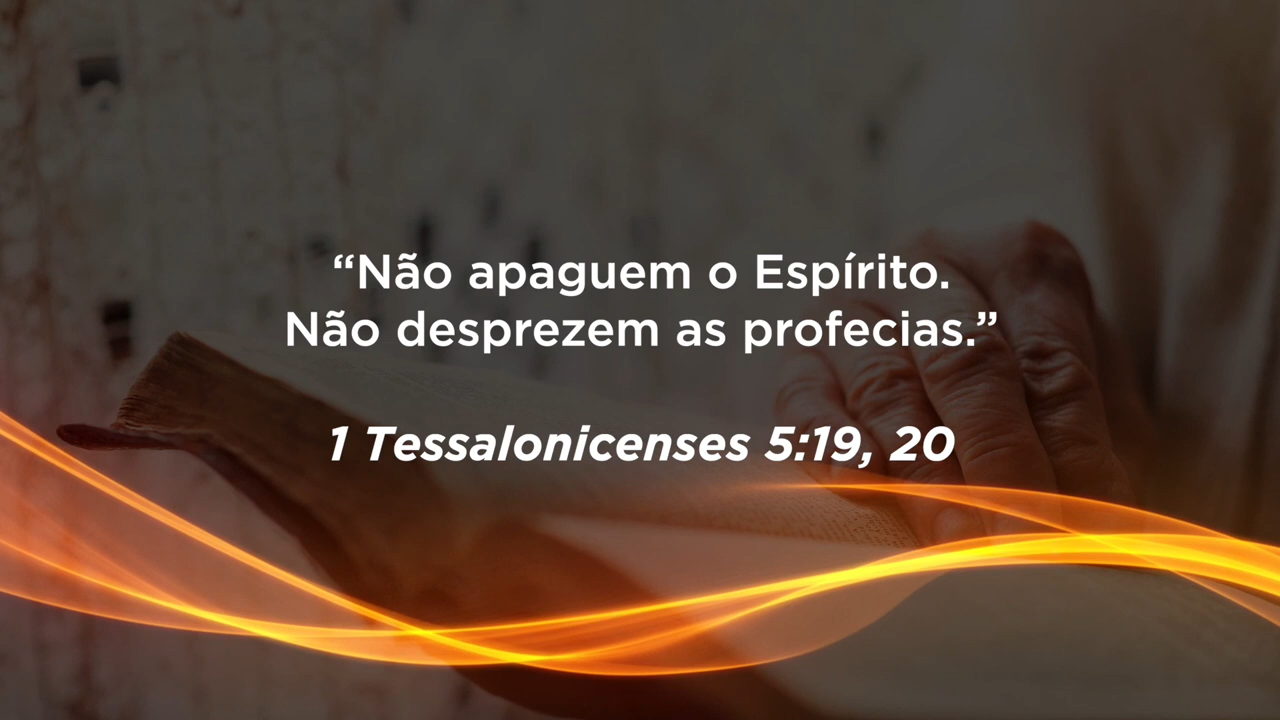 “Não apaguem o Espírito.
Não desprezem as profecias.”
1 Tessalonicenses 5:19, 20